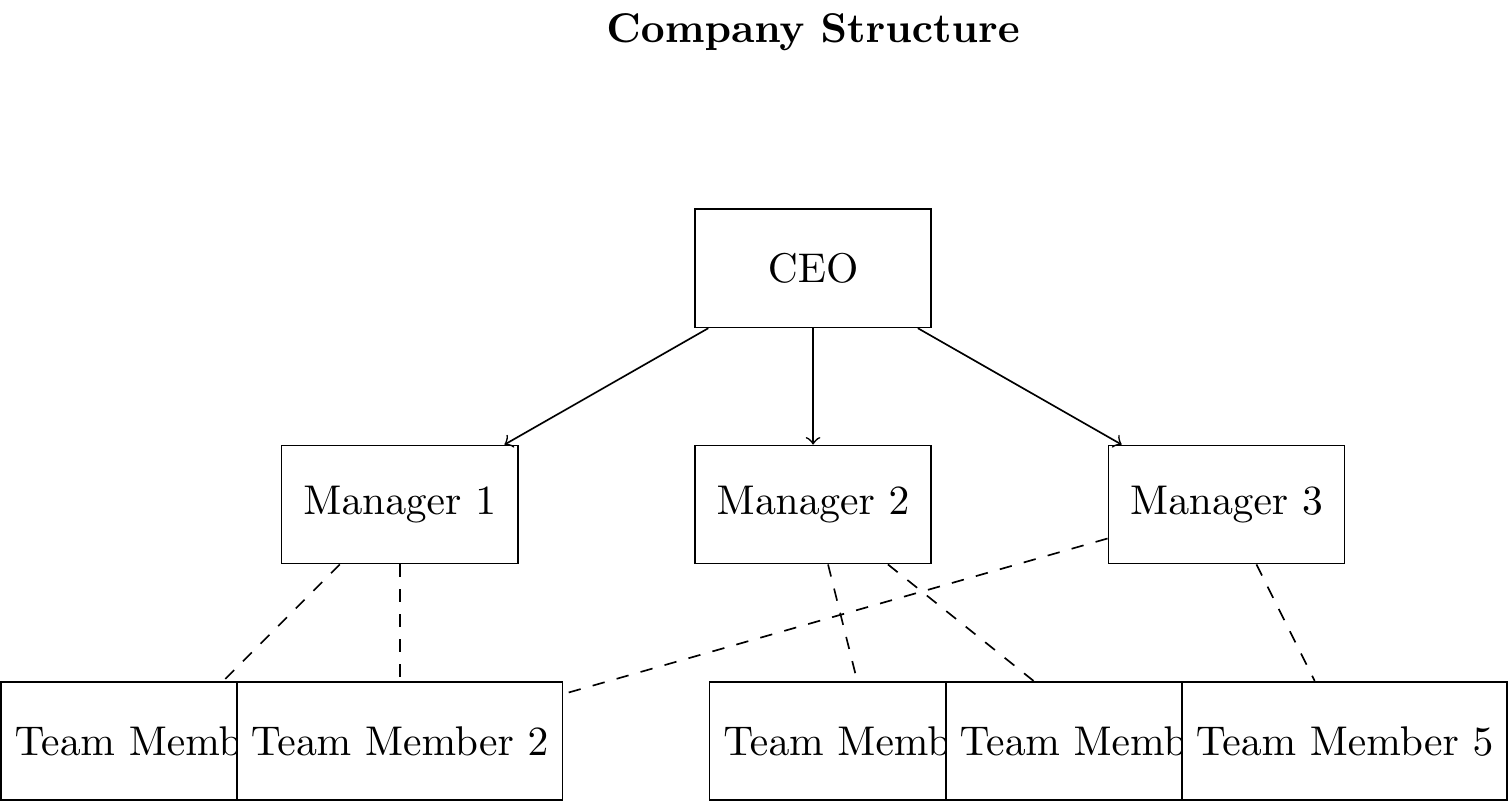 Company Structure
CEO
Manager 1
Manager 2
Manager 3
Team Memb
Team Member 2
Team Memb
Team Memb
Team Member 5